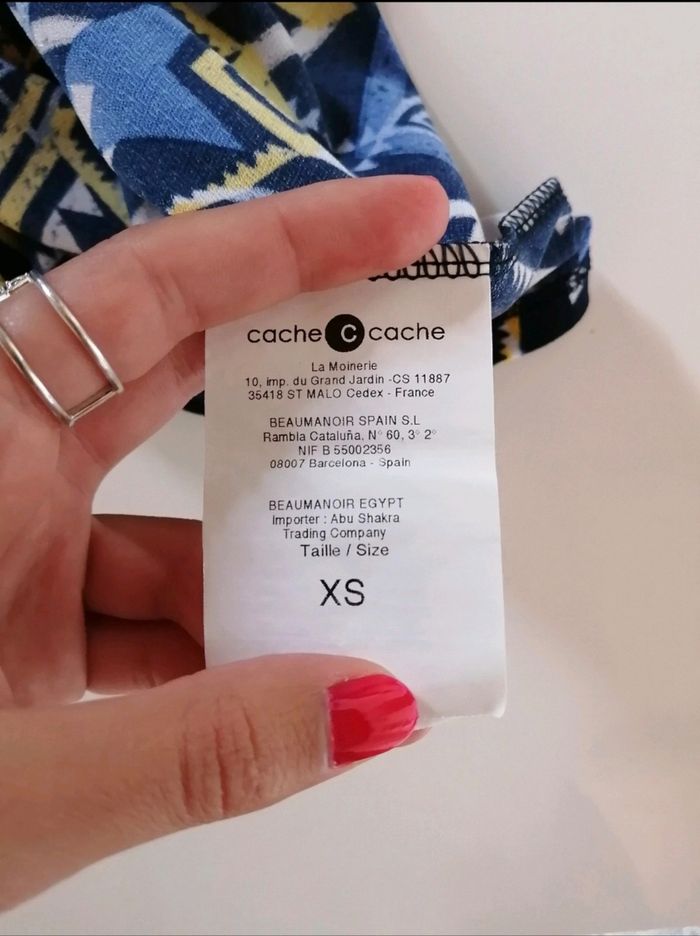 cache C cache
La Moinerie
10, imp. du Grand Jardin -CS 11887
35418 ST MALO Cedex - France
BEAUMANOIR SPAIN S.L
Rambla Cataluña, N° 60, 3° 2°
NIF B 55002356
08007 Barcelona - Spain
BEAUMANOIR EGYPT
Importer : Abu Shakra
Trading Company
Taille / Size
XS